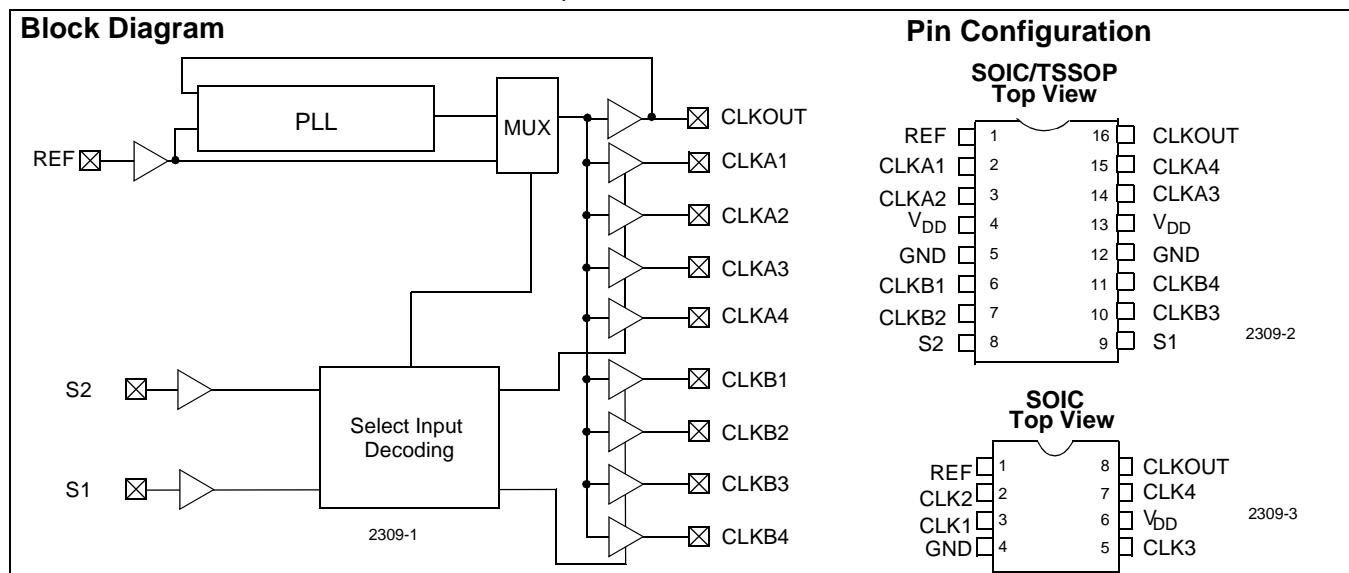 Block Diagram
PLL
MUX
REF
S2
S1
Select Input
Decoding
2309-1
CLKOUT
CLKA1
CLKA2
CLKA3
CLKA4
CLKB1
CLKB2
CLKB3
CLKB4
Pin Configuration
SOIC/TSSOP
Top View
REF 1 16 CLKOUT
CLKA1 2 15 CLKA4
CLKA2 3 14 CLKA3
VDD 4 13 VDD
GND 5 12 GND
CLKB1 6 11 CLKB4
CLKB2 7 10 CLKB3
S2 8 9 S1
2309-2
SOIC
Top View
REF 1 8 CLKOUT
CLK2 2 7 CLK4
CLK1 3 6 VDD
GND 4 5 CLK3
2309-3